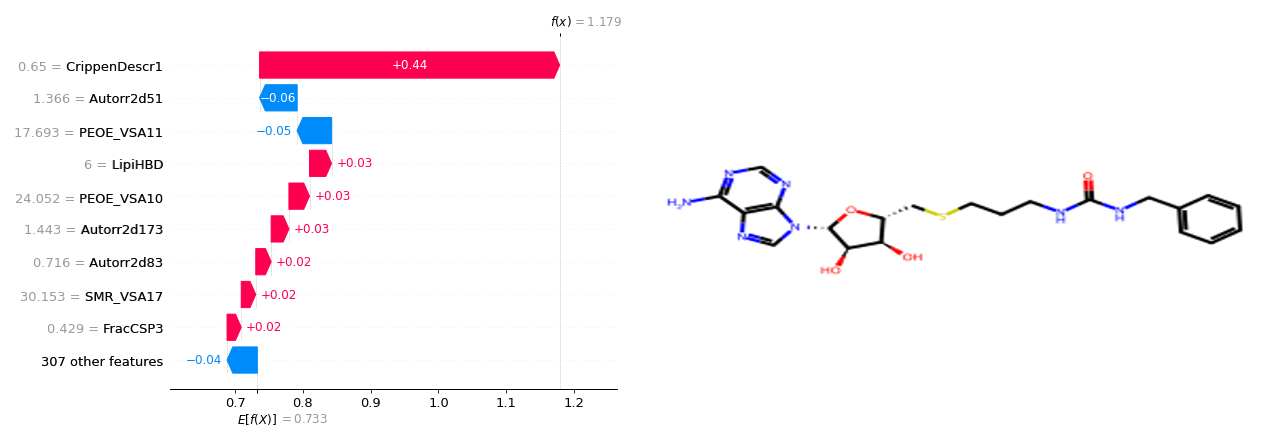 f(x) = 1.179
0.65 = CrippenDescr1 +0.44
1.366 = Autorr2d51 −0.06
17.693 = PEOE_VSA11 −0.05
6 = LipiHBD +0.03
24.052 = PEOE_VSA10 +0.03
1.443 = Autorr2d173 +0.03
0.716 = Autorr2d83 +0.02
30.153 = SMR_VSA17 +0.02
0.429 = FracCSP3 +0.02
307 other features −0.04
0.7 0.8 0.9 1.0 1.1 1.2
E[f(X)] = 0.733
N
N
H₂N
N
N
O
S
N
H
O
N
H
HO
OH